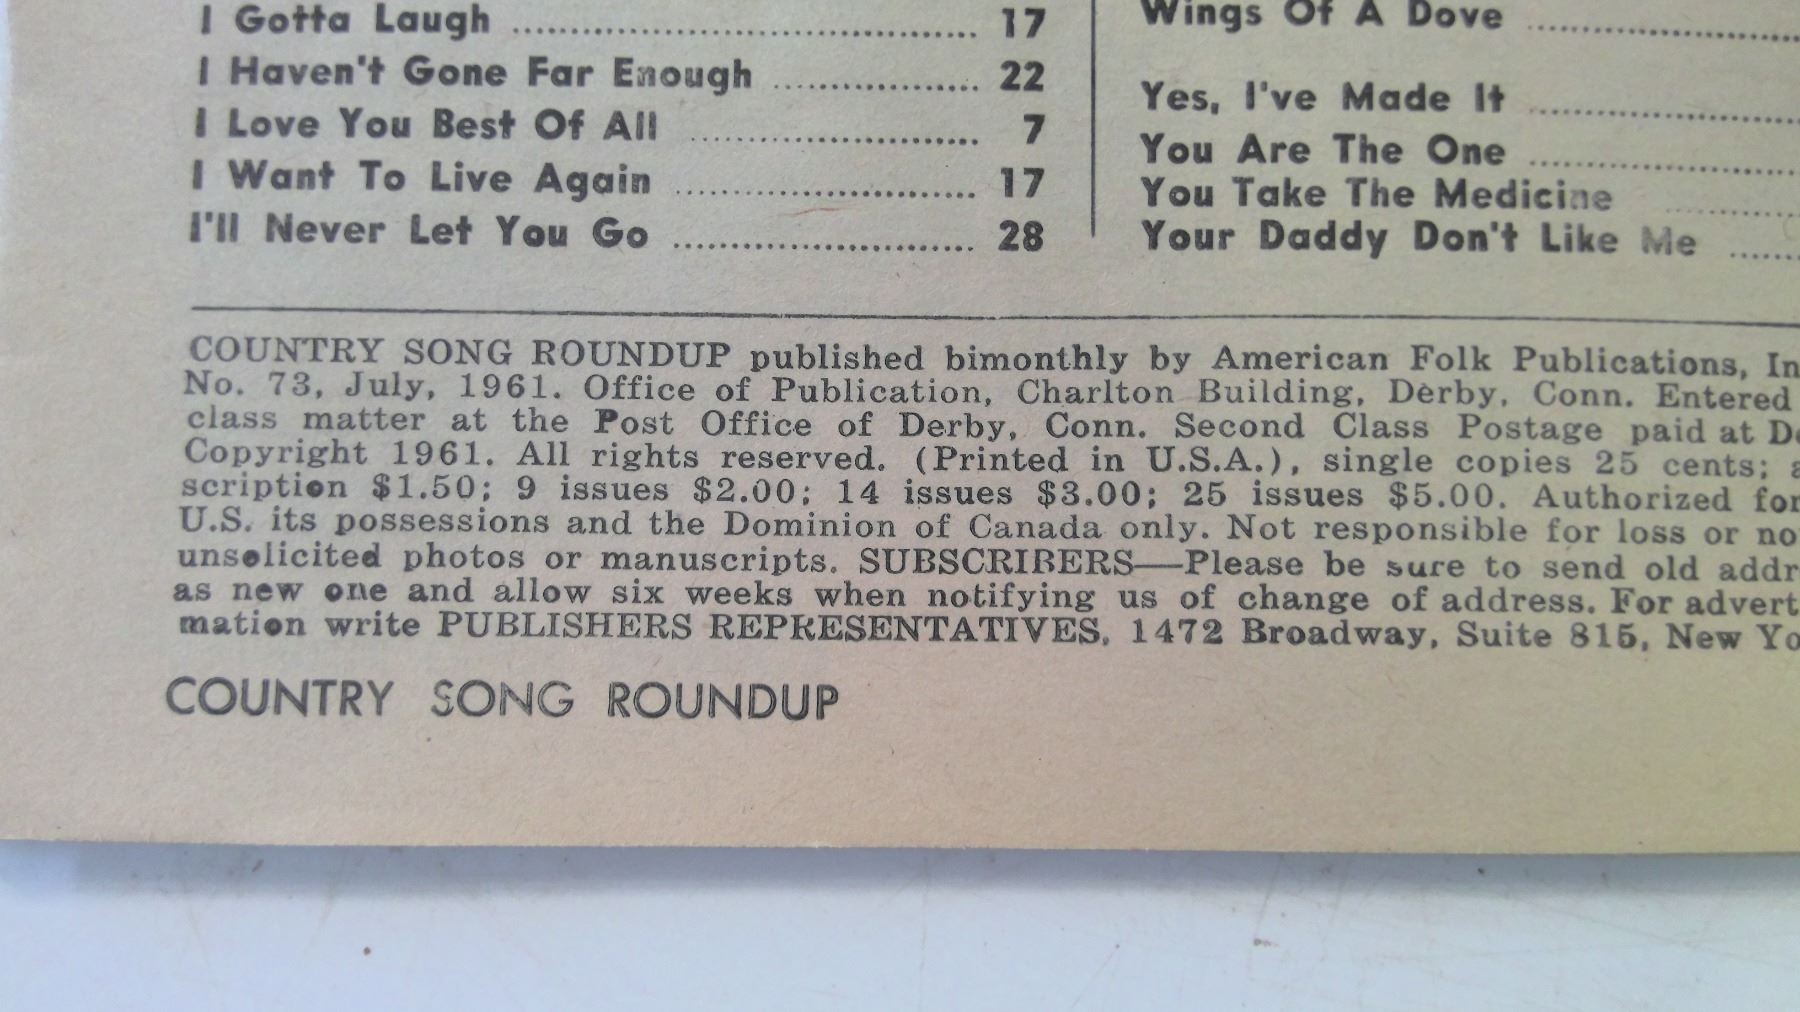 I Gotta Laugh ........................................ 17
I Haven't Gone Far Enough .................. 22
I Love You Best Of All ......................... 7
I Want To Live Again .......................... 17
I'll Never Let You Go .......................... 28
Wings Of A Dove ........................
Yes, I've Made It ........................
You Are The One ........................
You Take The Medicine ............
Your Daddy Don't Like Me ......
COUNTRY SONG ROUNDUP published bimonthly by American Folk Publications, In
No. 73, July, 1961. Office of Publication, Charlton Building, Derby, Conn. Entered
class matter at the Post Office of Derby, Conn. Second Class Postage paid at De
Copyright 1961. All rights reserved. (Printed in U.S.A.), single copies 25 cents; a
scription $1.50; 9 issues $2.00; 14 issues $3.00; 25 issues $5.00. Authorized for
U.S. its possessions and the Dominion of Canada only. Not responsible for loss or no
unsolicited photos or manuscripts. SUBSCRIBERS—Please be sure to send old addr
as new one and allow six weeks when notifying us of change of address. For advert
mation write PUBLISHERS REPRESENTATIVES, 1472 Broadway, Suite 815, New Yo
COUNTRY SONG ROUNDUP